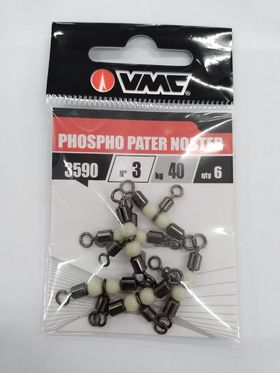 VMC®
PHOSPHO PATER NOSTER
3590 N° 3 kg 40 qty 6